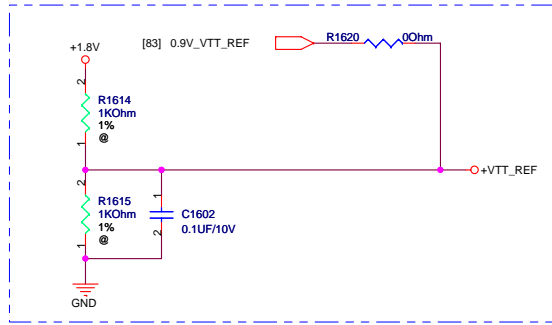 [83] 0.9V_VTT_REF
R1620
0Ohm
+1.8V
2
R1614
1KOhm
1%
@
1
+VTT_REF
2
R1615
1KOhm
1%
@
1
1
C1602
0.1UF/10V
2
GND